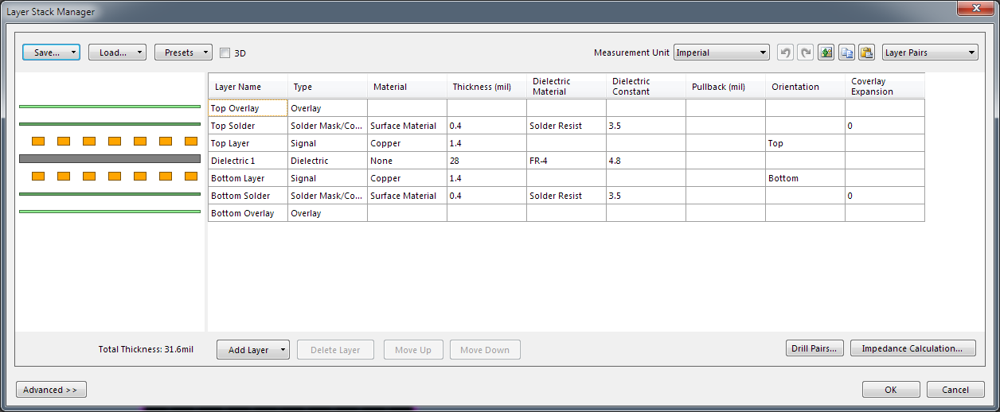 Layer Stack Manager
Save... Load... Presets 3D Measurement Unit Imperial Layer Pairs
Layer Name Type Material Thickness (mil) Dielectric Material Dielectric Constant Pullback (mil) Orientation Coverlay Expansion
Top Overlay Overlay
Top Solder Solder Mask/Co... Surface Material 0.4 Solder Resist 3.5 0
Top Layer Signal Copper 1.4 Top
Dielectric 1 Dielectric None 28 FR-4 4.8
Bottom Layer Signal Copper 1.4 Bottom
Bottom Solder Solder Mask/Co... Surface Material 0.4 Solder Resist 3.5 0
Bottom Overlay Overlay
Total Thickness: 31.6mil Add Layer Delete Layer Move Up Move Down Drill Pairs... Impedance Calculation...
Advanced >> OK Cancel